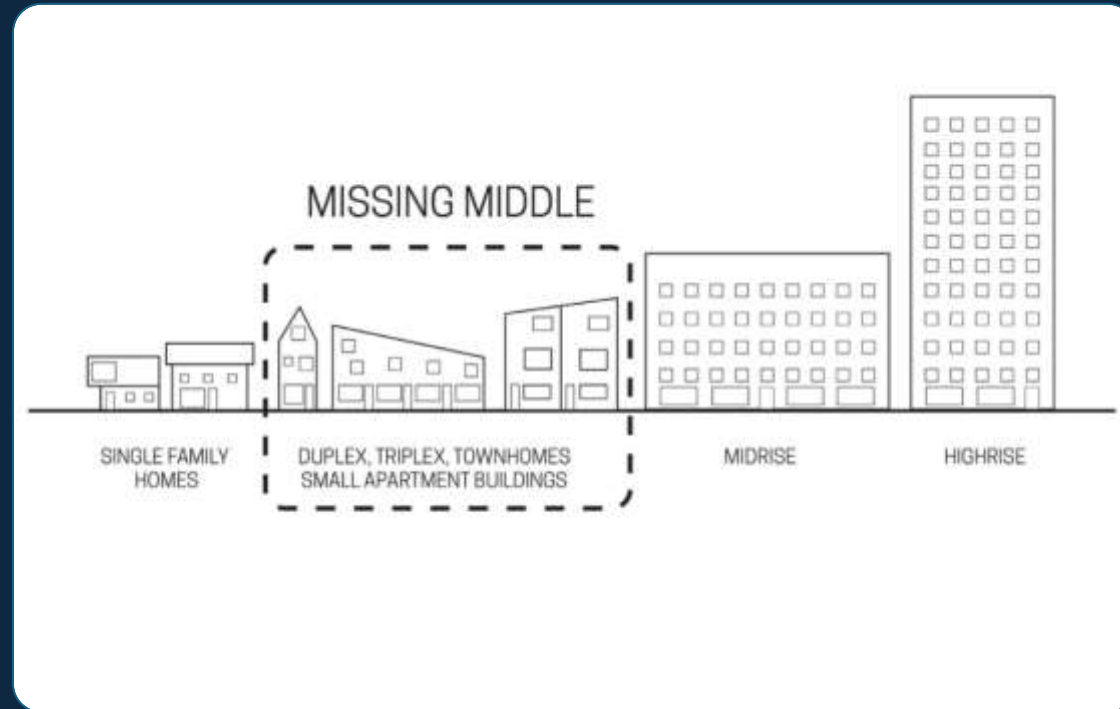 MISSING MIDDLE
SINGLE FAMILY
HOMES
DUPLEX, TRIPLEX, TOWNHOMES
SMALL APARTMENT BUILDINGS
MIDRISE
HIGHRISE